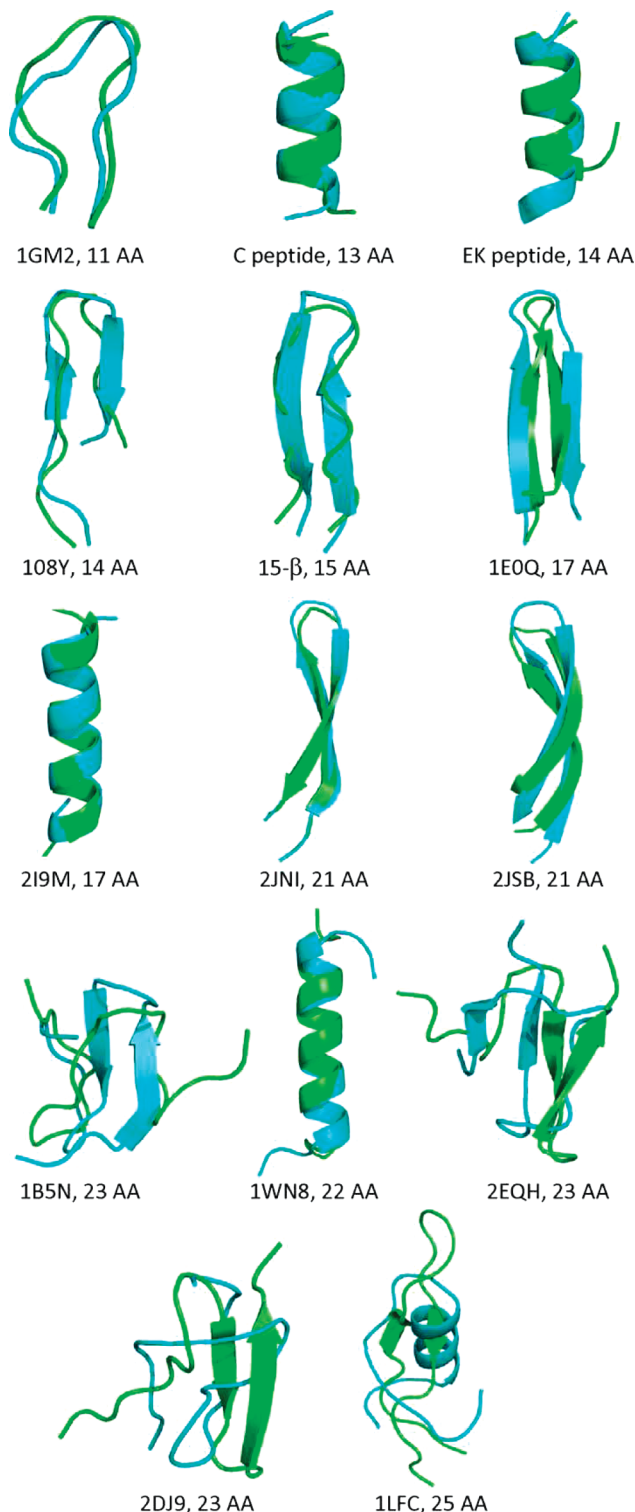 1GM2, 11 AA
C peptide, 13 AA
EK peptide, 14 AA
108Y, 14 AA
15-β, 15 AA
1E0Q, 17 AA
2I9M, 17 AA
2JNI, 21 AA
2JSB, 21 AA
1B5N, 23 AA
1WN8, 22 AA
2EQH, 23 AA
2DJ9, 23 AA
1LFC, 25 AA